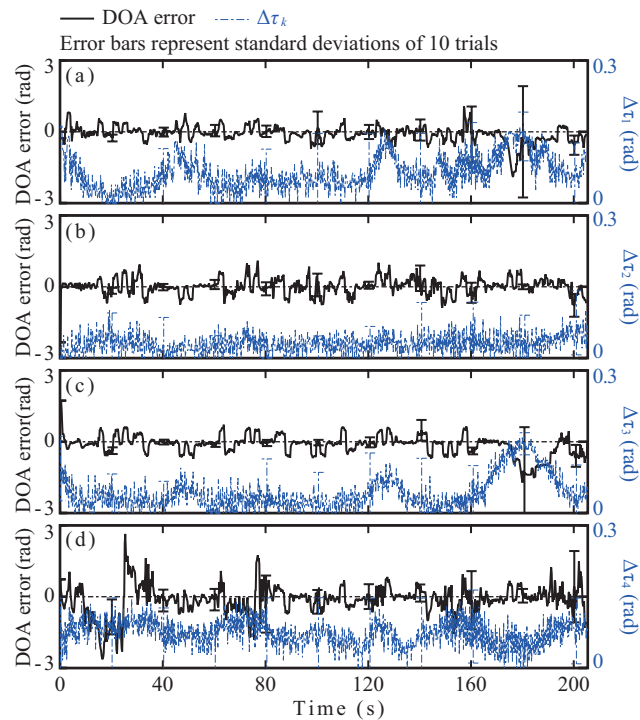 DOA error Δτk
Error bars represent standard deviations of 10 trials
(a)
3
0
-3
DOA error (rad)
0.3
0
Δτ1 (rad)
(b)
3
0
-3
DOA error (rad)
0.3
0
Δτ2 (rad)
(c)
3
0
-3
DOA error(rad)
0.3
0
Δτ3 (rad)
(d)
3
0
-3
DOA error (rad)
0.3
0
Δτ4 (rad)
0 40 80 120 160 200
Time (s)